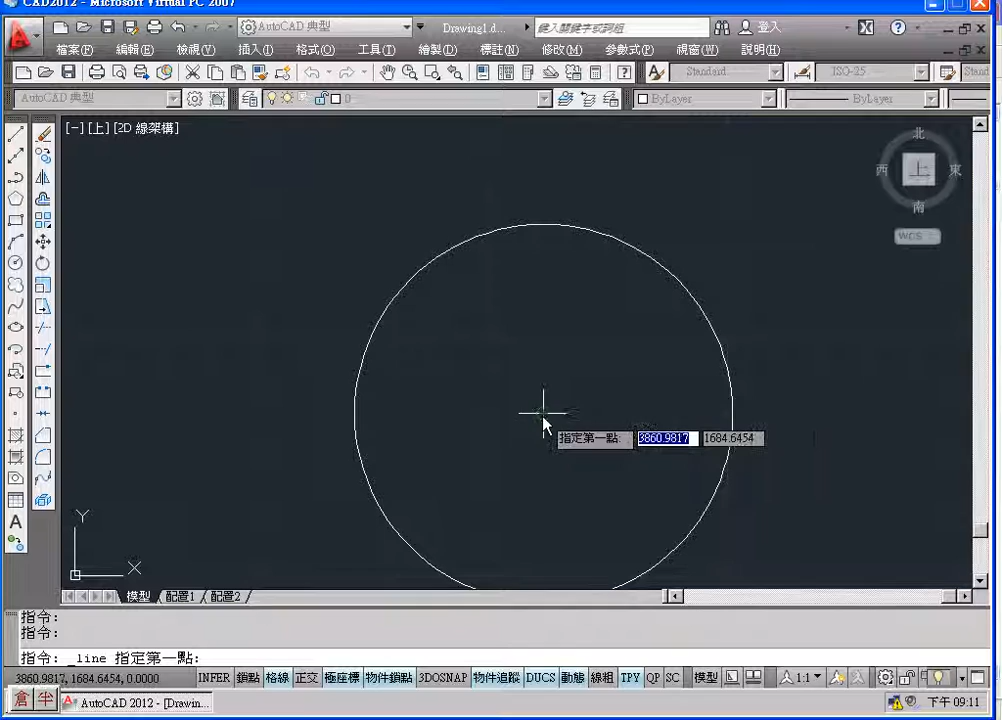 CAD2012 - Microsoft Virtual PC 2007
AutoCAD 典型
Drawing1.d
鍵入關鍵字或詞組
登入
檔案(F) 編輯(E) 檢視(V) 插入(I) 格式(O) 工具(T) 繪製(D) 標註(N) 修改(M) 參數式(P) 視窗(W) 說明(H)
Standard ISO-25 Stand
AutoCAD 典型 0 ByLayer ByLayer
[−] [上] [2D 線架構]
北
西 上 東
南
WCS
指定第一點: 3860.9817 1684.6454
Y
X
模型 配置1 配置2
指令:
指令:
指令: _line 指定第一點:
3860.9817, 1684.6454, 0.0000 INFER 鎖點 格線 正交 極座標 物件鎖點 3DOSNAP 物件追蹤 DUCS 動態 線粗 TPY QP SC 模型 1:1
倉 半 AutoCAD 2012 - [Drawin... 下午 09:11